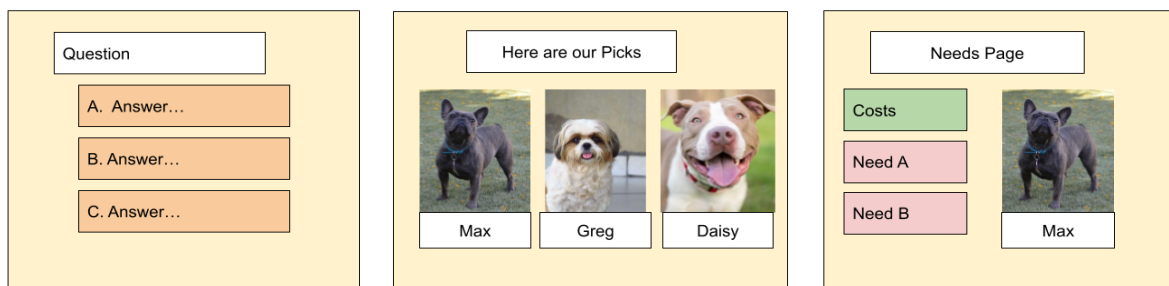 Question
A. Answer…
B. Answer…
C. Answer…
Here are our Picks
Max
Greg
Daisy
Needs Page
Costs
Need A
Need B
Max